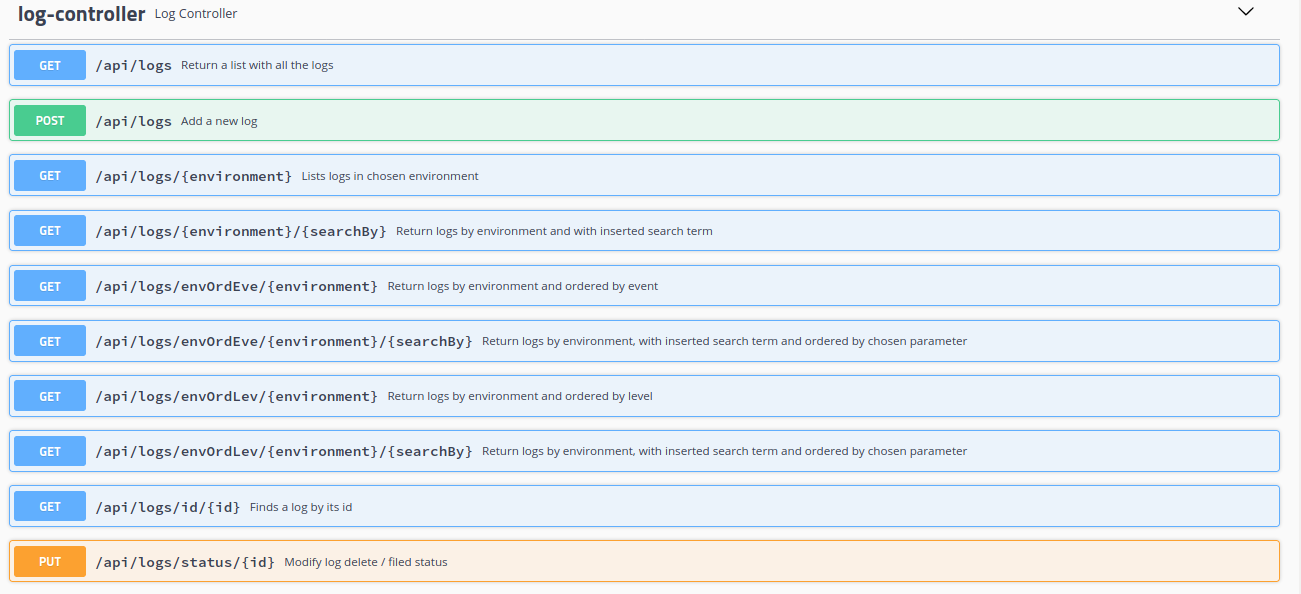 log-controller Log Controller
GET /api/logs Return a list with all the logs
POST /api/logs Add a new log
GET /api/logs/{environment} Lists logs in chosen environment
GET /api/logs/{environment}/{searchBy} Return logs by environment and with inserted search term
GET /api/logs/envOrdEve/{environment} Return logs by environment and ordered by event
GET /api/logs/envOrdEve/{environment}/{searchBy} Return logs by environment, with inserted search term and ordered by chosen parameter
GET /api/logs/envOrdLev/{environment} Return logs by environment and ordered by level
GET /api/logs/envOrdLev/{environment}/{searchBy} Return logs by environment, with inserted search term and ordered by chosen parameter
GET /api/logs/id/{id} Finds a log by its id
PUT /api/logs/status/{id} Modify log delete / filed status